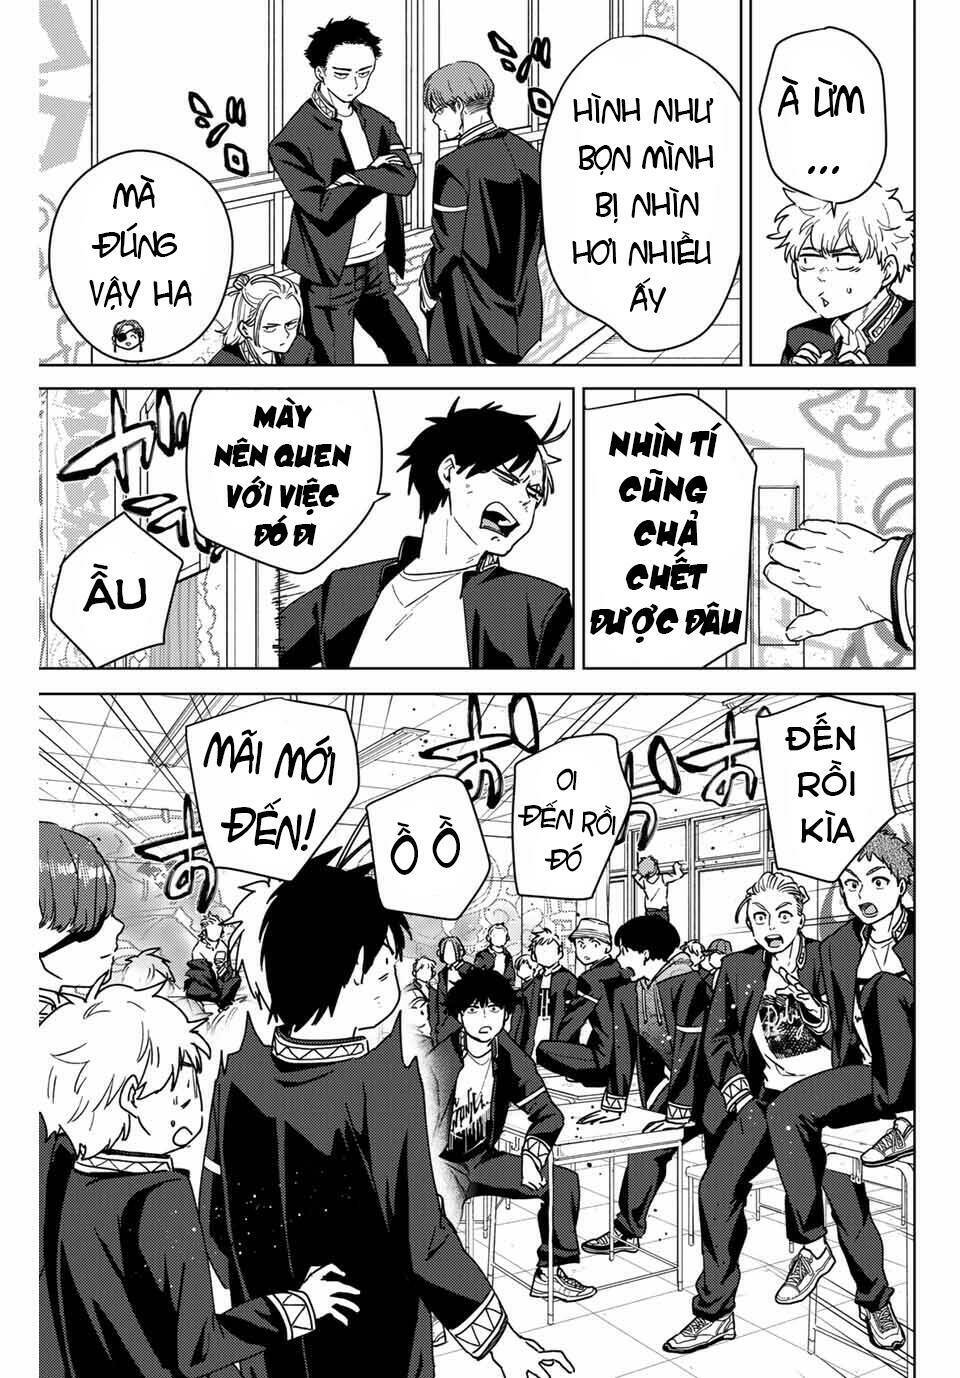 À ỪM
...
HÌNH NHƯ
BỌN MÌNH
BỊ NHÌN
HƠI NHIỀU
ẤY
MÀ
ĐÚNG
VẬY HA
NHÌN TÍ
CŨNG
CHẢ
CHẾT
ĐƯỢC ĐÂU
MÀY
NÊN QUEN
VỚI VIỆC
ĐÓ ĐI
ẦU
ĐẾN
RỒI
KÌA
OI
ĐẾN RỒI
ĐÓ
Ồ Ồ
MÃI MỚI
ĐẾN!